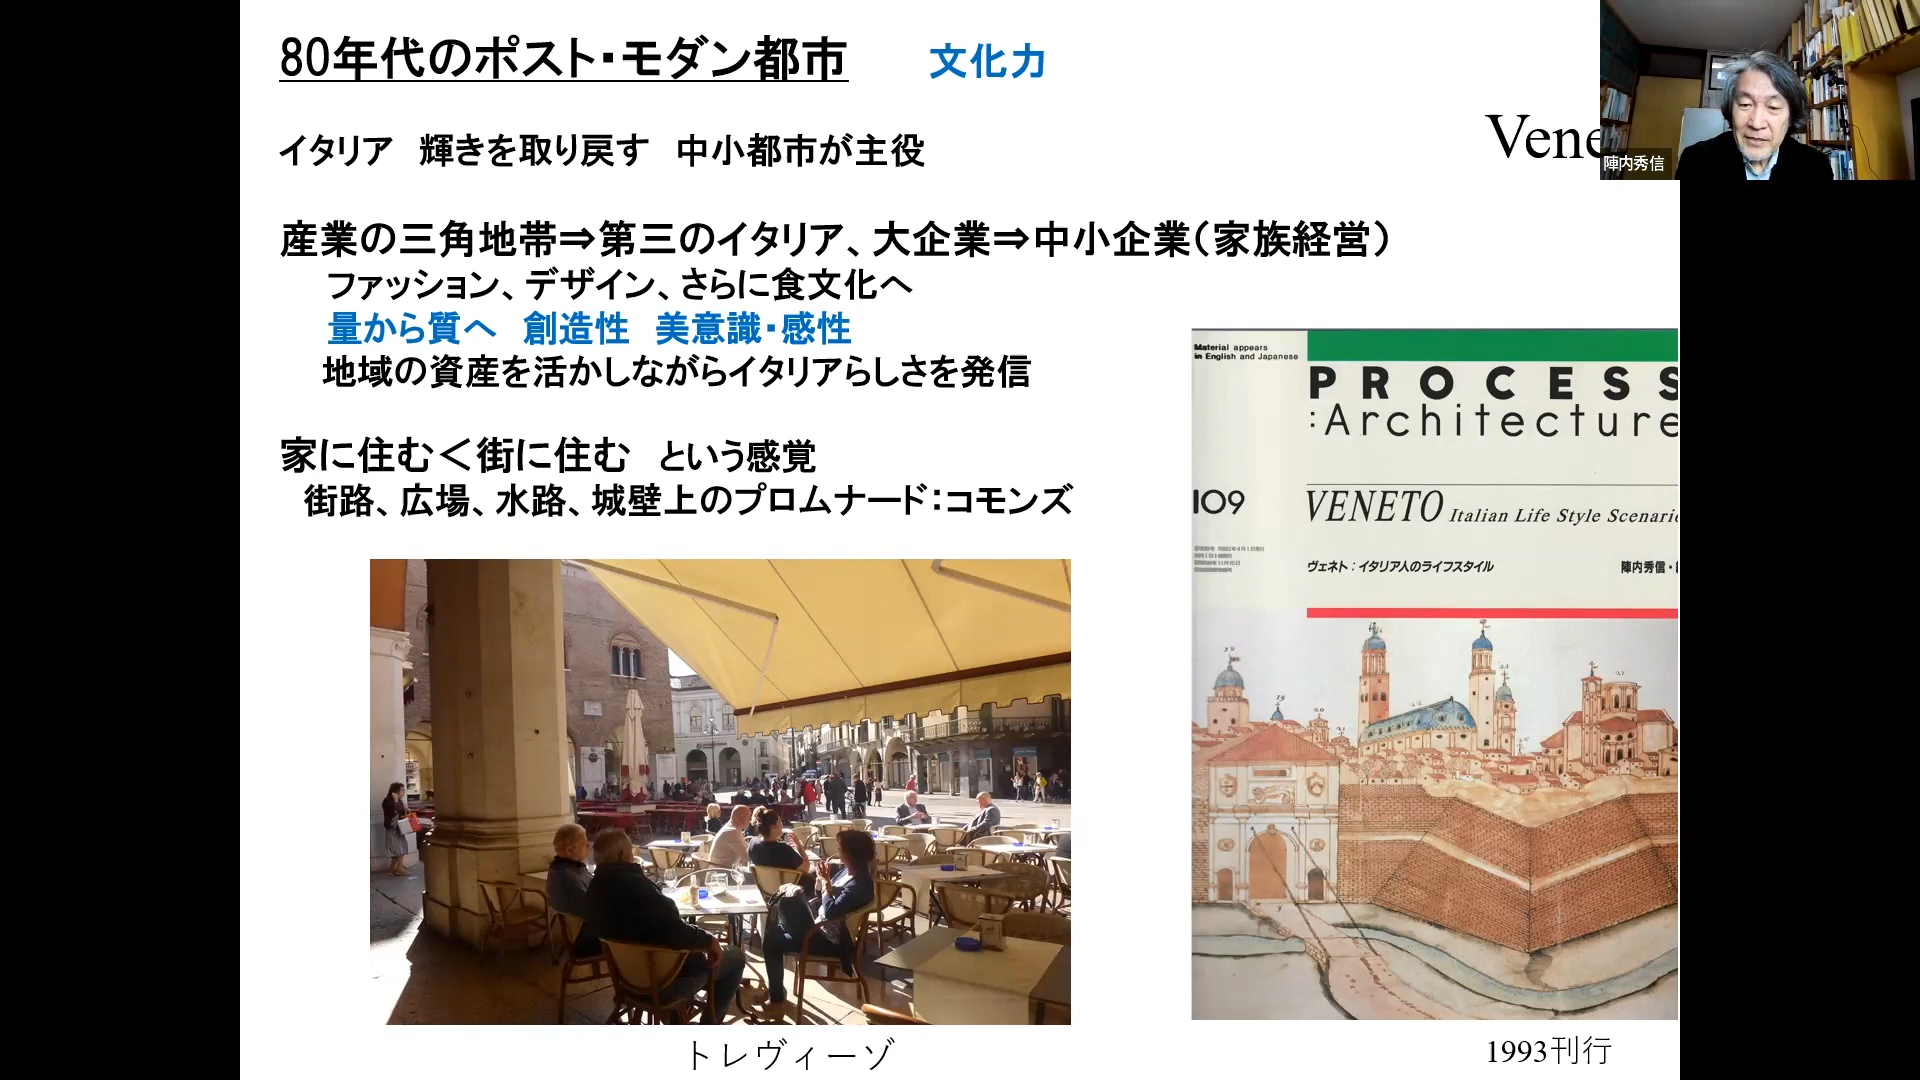 80年代のポスト・モダン都市 文化力
Vene
陣内秀信
イタリア 輝きを取り戻す 中小都市が主役
産業の三角地帯⇒第三のイタリア、大企業⇒中小企業（家族経営）
ファッション、デザイン、さらに食文化へ
量から質へ 創造性 美意識・感性
地域の資産を活かしながらイタリアらしさを発信
家に住む＜街に住む という感覚
街路、広場、水路、城壁上のプロムナード：コモンズ
トレヴィーゾ
Material appears
in English and Japanese
PROCESS
:Architecture
109
VENETO Italian Life Style Scenario
ヴェネト：イタリア人のライフスタイル 陣内秀信・
1993刊行